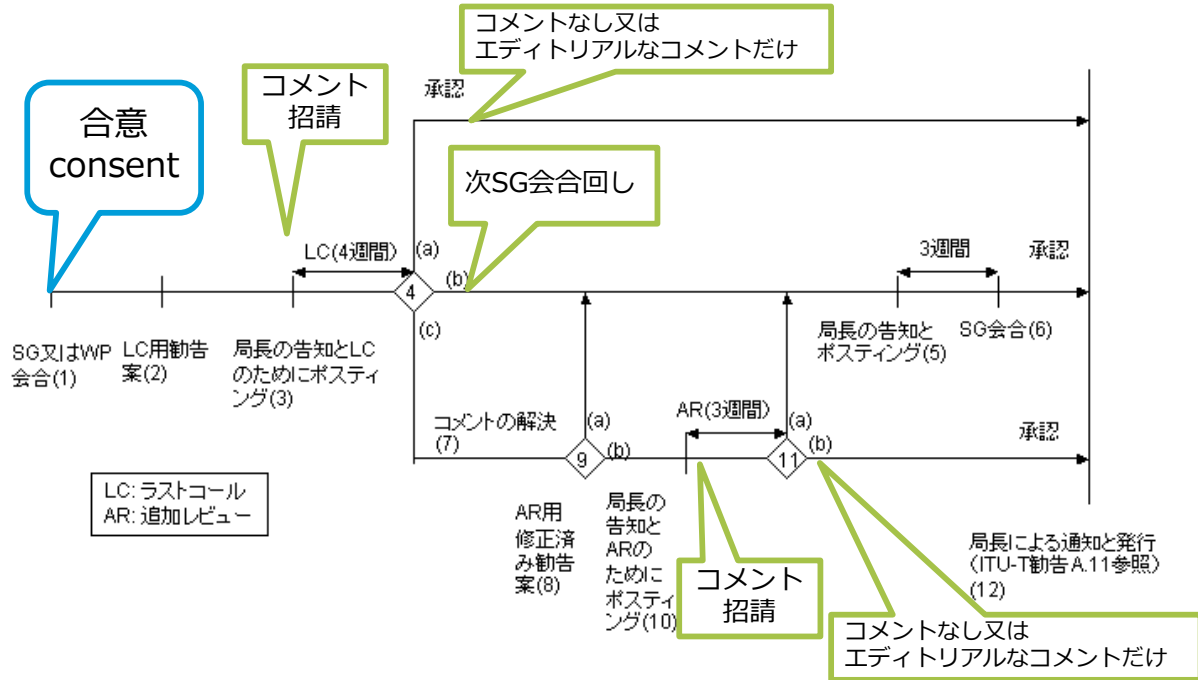 コメントなし又は
エディトリアルなコメントだけ
コメント
招請
承認
合意
consent
次SG会合回し
LC(4週間)
(a)
3週間
承認
(b)
4
(c)
SG又はWP
会合(1)
LC用勧告
案(2)
局長の告知とLC
のためにポスティ
ング(3)
局長の告知と
ポスティング(5)
SG会合(6)
コメントの解決
(7)
(a)
AR(3週間)
(a)
承認
9
(b)
11
(b)
LC:ラストコール
AR:追加レビュー
AR用
修正済
み勧告
案(8)
局長の
告知と
ARの
ために
ポスティ
ング(10)
コメント
招請
局長による通知と発行
(ITU-T勧告A.11参照)
(12)
コメントなし又は
エディトリアルなコメントだけ